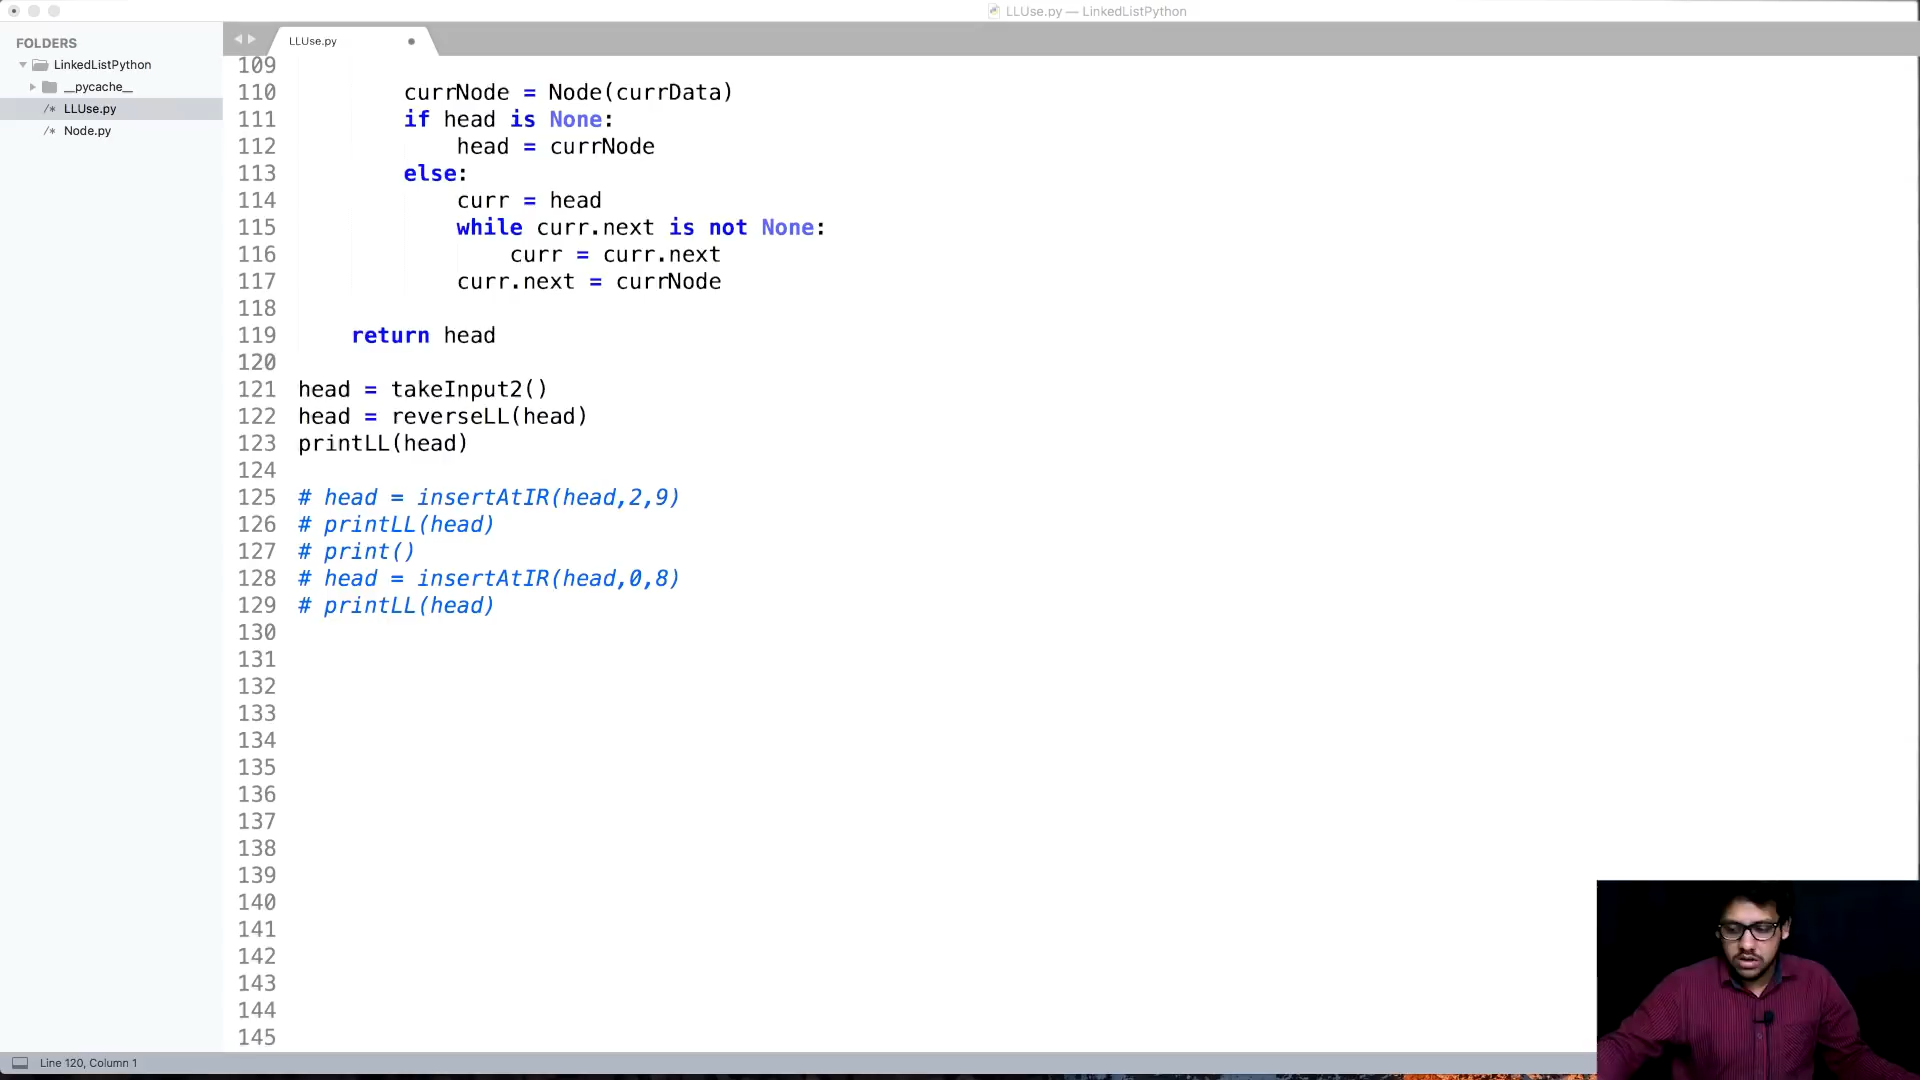 LLUse.py — LinkedListPython
FOLDERS
LinkedListPython
__pycache__
/* LLUse.py
/* Node.py
LLUse.py
109
110 currNode = Node(currData)
111 if head is None:
112 head = currNode
113 else:
114 curr = head
115 while curr.next is not None:
116 curr = curr.next
117 curr.next = currNode
118
119 return head
120
121 head = takeInput2()
122 head = reverseLL(head)
123 printLL(head)
124
125 # head = insertAtIR(head,2,9)
126 # printLL(head)
127 # print()
128 # head = insertAtIR(head,0,8)
129 # printLL(head)
130
131
132
133
134
135
136
137
138
139
140
141
142
143
144
145
Line 120, Column 1